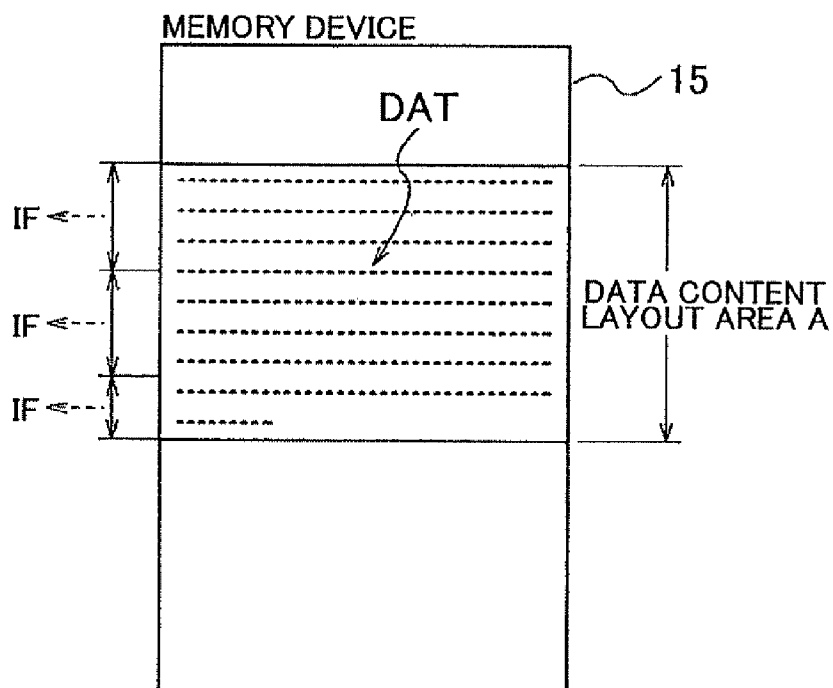 MEMORY DEVICE
15
DAT
IF
IF
IF
DATA CONTENT
LAYOUT AREA A